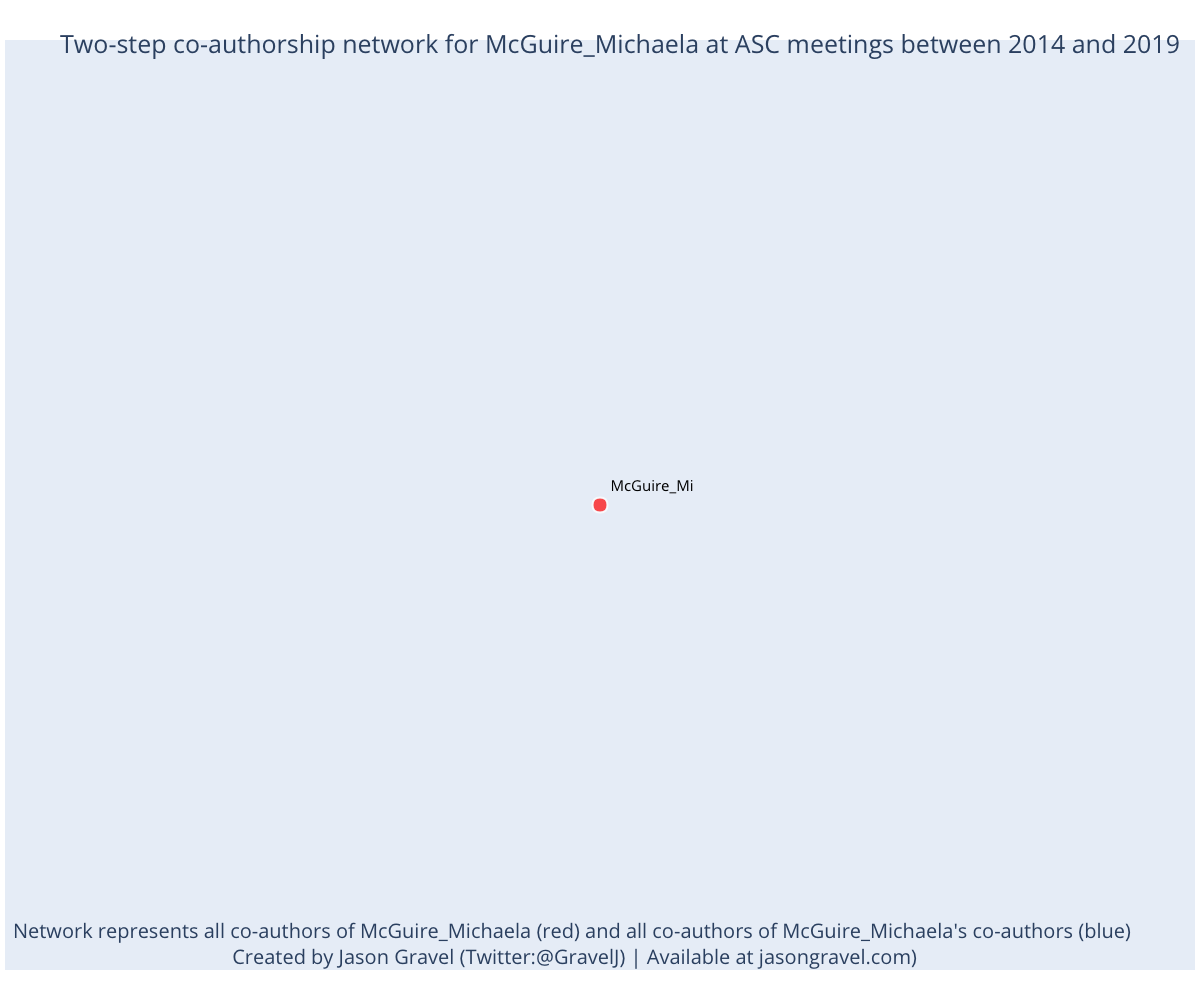 Two-step co-authorship network for McGuire_Michaela at ASC meetings between 2014 and 2019
McGuire_Mi
Network represents all co-authors of McGuire_Michaela (red) and all co-authors of McGuire_Michaela's co-authors (blue)
Created by Jason Gravel (Twitter:@GravelJ) | Available at jasongravel.com)